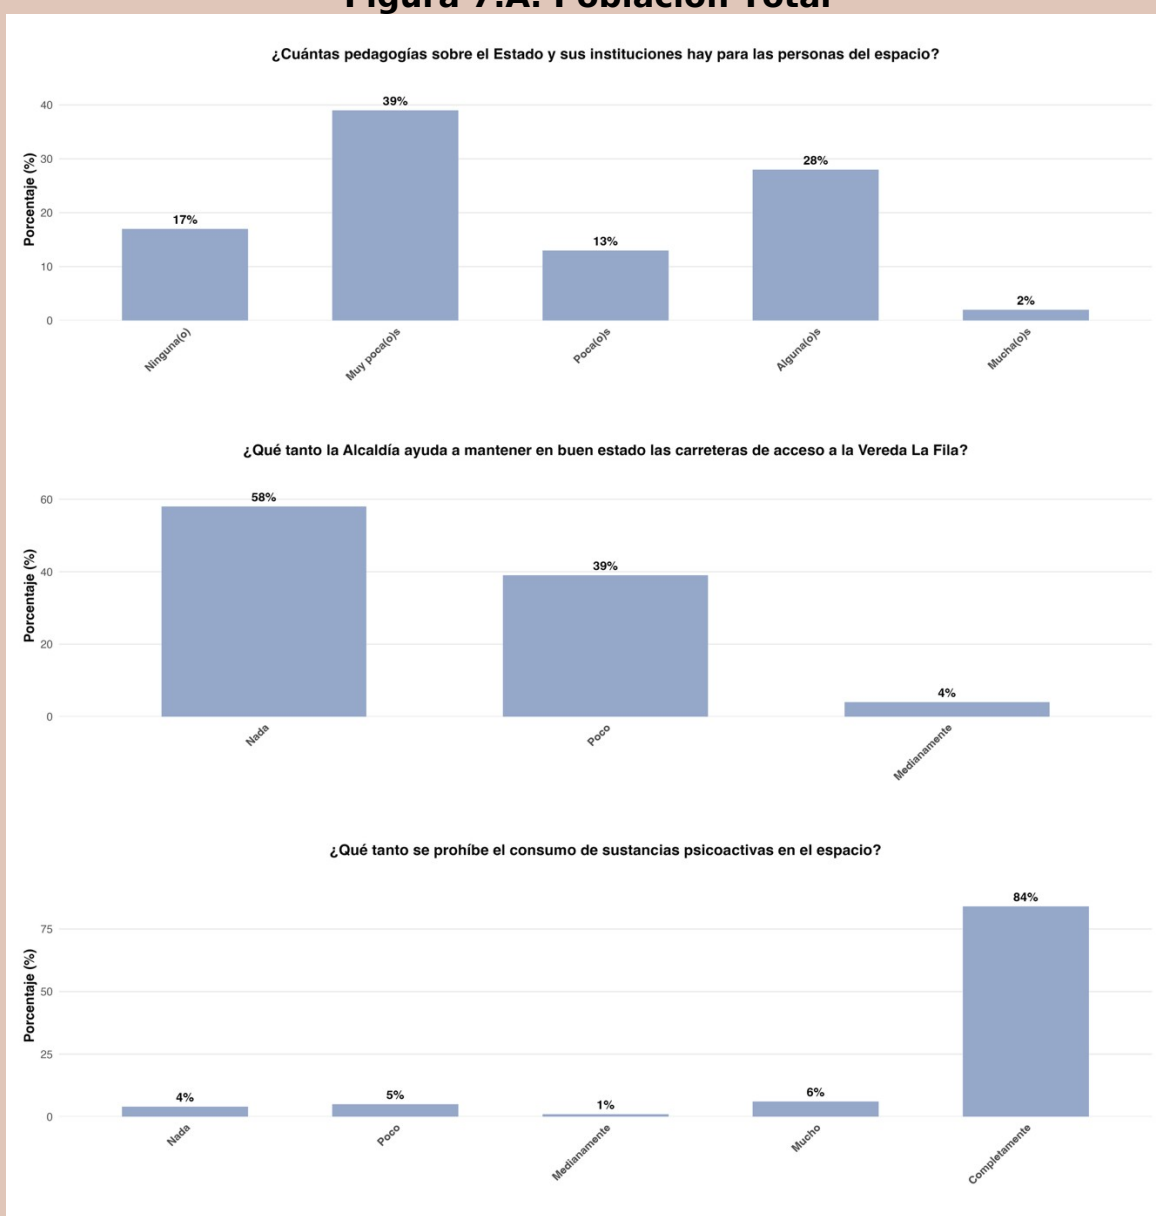 Figura 7.A. Población Total
¿Cuántas pedagogías sobre el Estado y sus instituciones hay para las personas del espacio?
Porcentaje (%)
40
30
20
10
0
17%
39%
13%
28%
2%
Ninguna(o)
Muy poca(o)s
Poca(o)s
Alguna(o)s
Mucha(o)s
¿Qué tanto la Alcaldía ayuda a mantener en buen estado las carreteras de acceso a la Vereda La Fila?
Porcentaje (%)
60
40
20
0
58%
39%
4%
Nada
Poco
Medianamente
¿Qué tanto se prohíbe el consumo de sustancias psicoactivas en el espacio?
Porcentaje (%)
75
50
25
0
4%
5%
1%
6%
84%
Nada
Poco
Medianamente
Mucho
Completamente